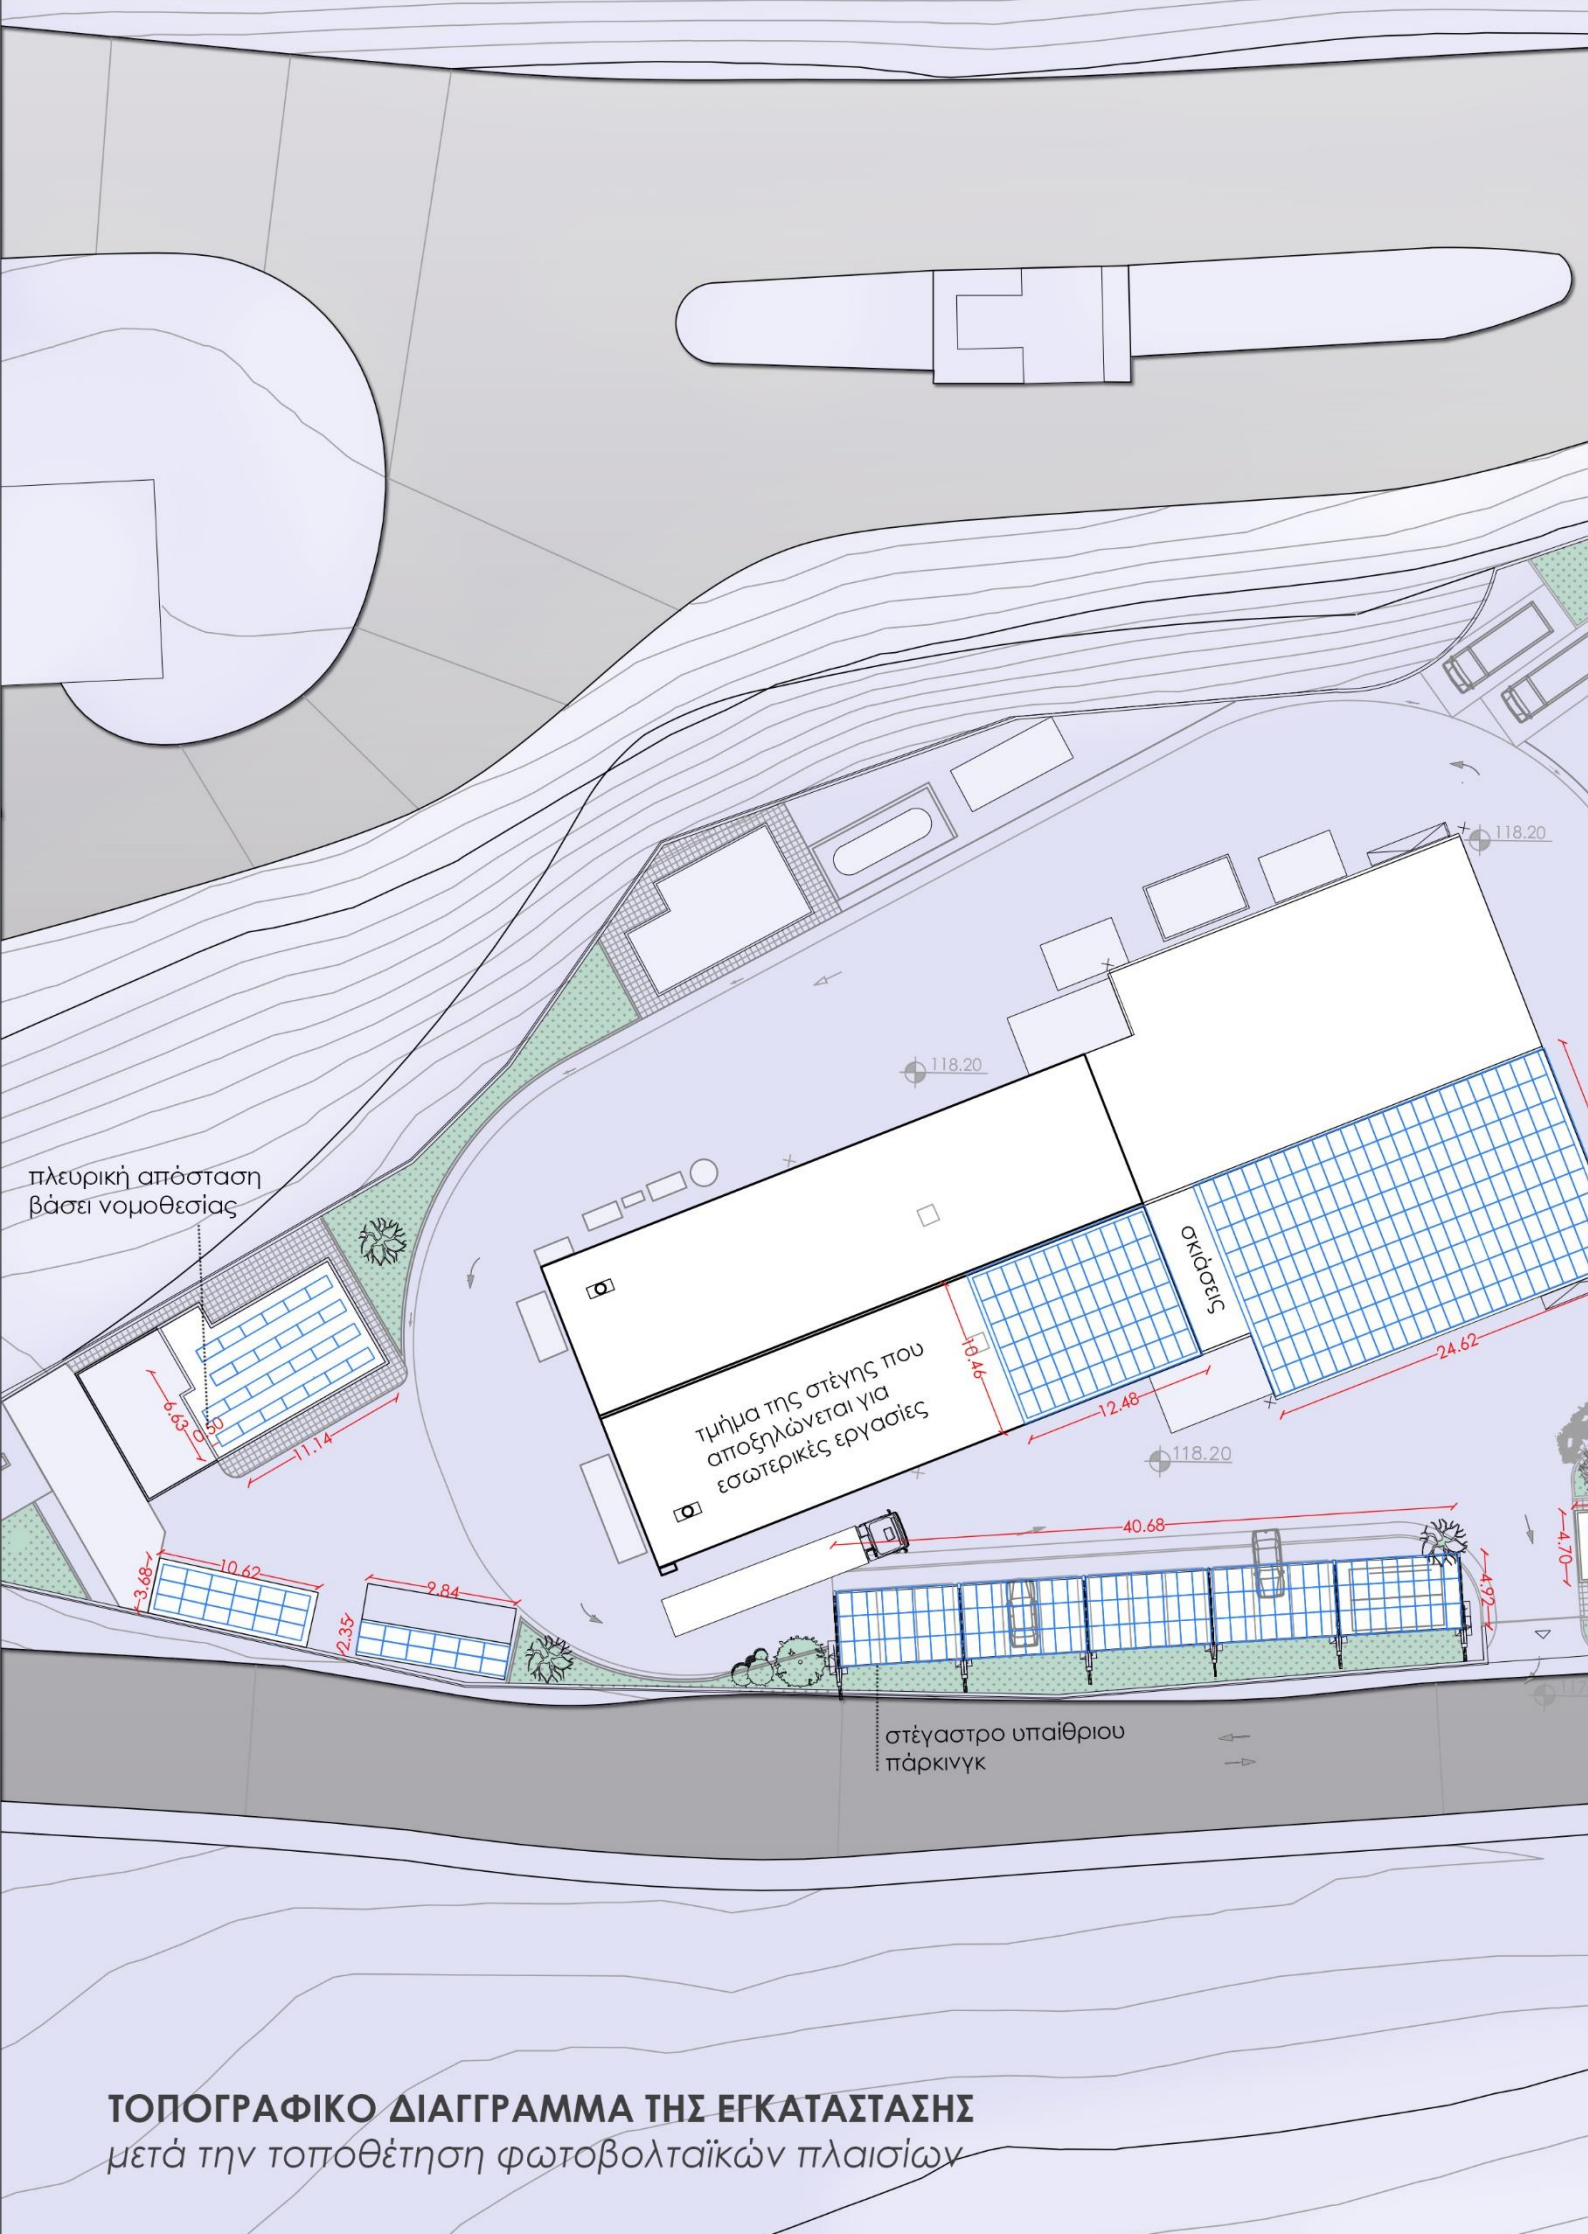 118.20
118.20
πλευρική απόσταση
βάσει νομοθεσίας
σκιάσεις
10.46
τμήμα της στέγης που
αποξηλώνεται για
εσωτερικές εργασίες
24.62
12.48
6.63
0.50
11.14
118.20
40.68
4.70
3.68
10.62
9.84
4.92
2.35
στέγαστρο υπαίθριου
πάρκινγκ
ΤΟΠΟΓΡΑΦΙΚΟ ΔΙΑΓΓΡΑΜΜΑ ΤΗΣ ΕΓΚΑΤΑΣΤΑΣΗΣ
μετά την τοποθέτηση φωτοβολταϊκών πλαισίων